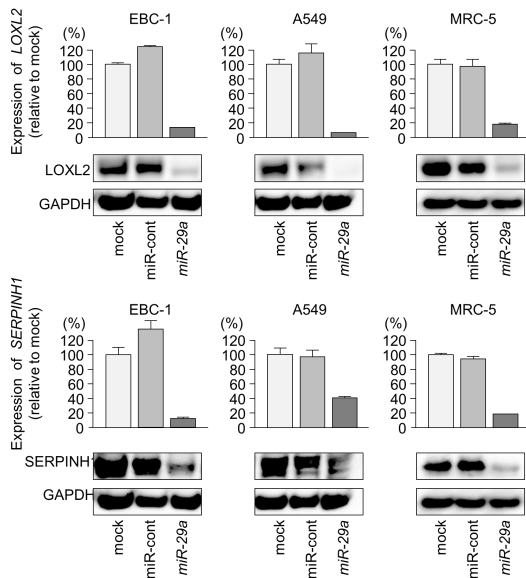 EBC-1 A549 MRC-5
(%) (%) (%)
Expression of LOXL2
(relative to mock)
120 120 120
100 100 100
80 80 80
60 60 60
40 40 40
20 20 20
0 0 0
LOXL2
GAPDH
mock miR-cont miR-29a mock miR-cont miR-29a mock miR-cont miR-29a
EBC-1 A549 MRC-5
(%) (%) (%)
Expression of SERPINH1
(relative to mock)
120 120 120
100 100 100
80 80 80
60 60 60
40 40 40
20 20 20
0 0 0
SERPINH1
GAPDH
mock miR-cont miR-29a mock miR-cont miR-29a mock miR-cont miR-29a